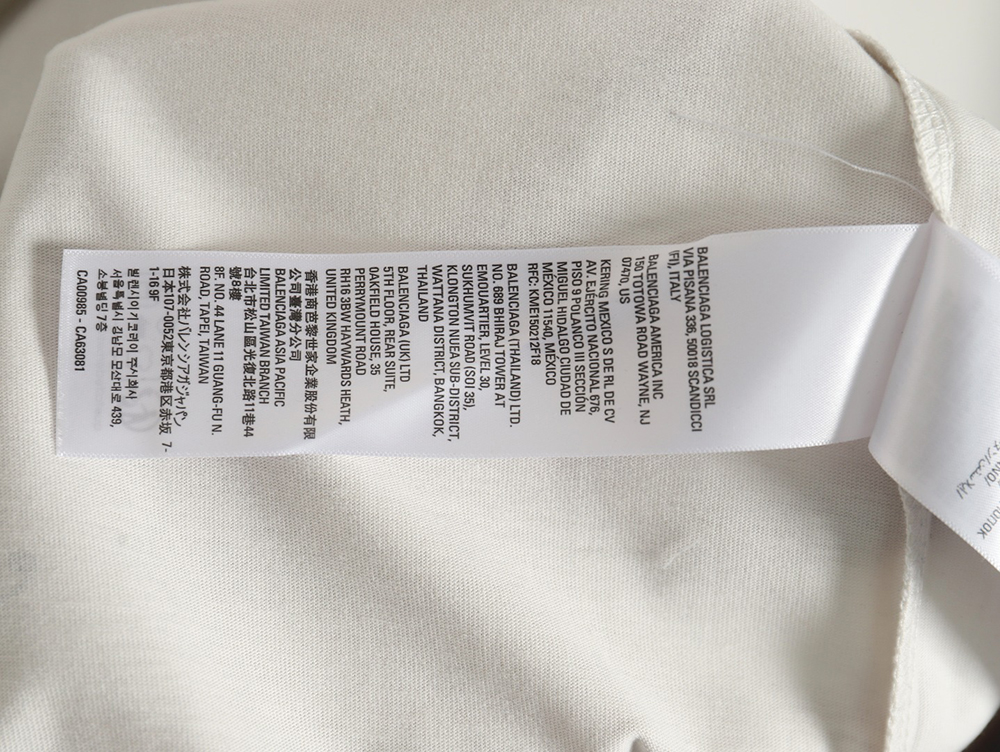 BALENCIAGA LOGISTICA SRL
VIA PISANA 336, 50018 SCANDICCI
(FI), ITALY
BALENCIAGA AMERICA INC
150 TOTOWA ROAD WAYNE, NJ
07470, US
KERING MEXICO S DE RL DE CV
AV. EJÉRCITO NACIONAL 676,
PISO 9 POLANCO III SECCIÓN
MIGUEL HIDALGO CIUDAD DE
MÉXICO 11540, MÉXICO
RFC: KME150212F18
BALENCIAGA (THAILAND) LTD.
NO. 689 BHIRAJ TOWER AT
EMQUARTIER, LEVEL 30,
SUKHUMVIT ROAD (SOI 35),
KLONGTON NUEA SUB-DISTRICT,
WATTANA DISTRICT, BANGKOK,
THAILAND
BALENCIAGA (UK) LTD
5TH FLOOR, REAR SUITE,
OAKFIELD HOUSE, 35
PERRYMOUNT ROAD
RH16 3BW HAYWARDS HEATH,
UNITED KINGDOM
香港商芭黎世家企業股份有限
公司臺灣分公司
BALENCIAGA ASIA PACIFIC
LIMITED TAIWAN BRANCH
台北市松山區光復北路11巷44
號8樓
8F. NO. 44 LANE 11 GUANG-FU N.
ROAD, TAIPEI, TAIWAN
株式会社バレンシアガジャパン
日本107-0052東京都港区赤坂 7-
1-16 9F
발렌시아가코리아 주식회사
서울특별시 강남구 도산대로 439,
소봉빌딩 7층
CA00985 - CA63081